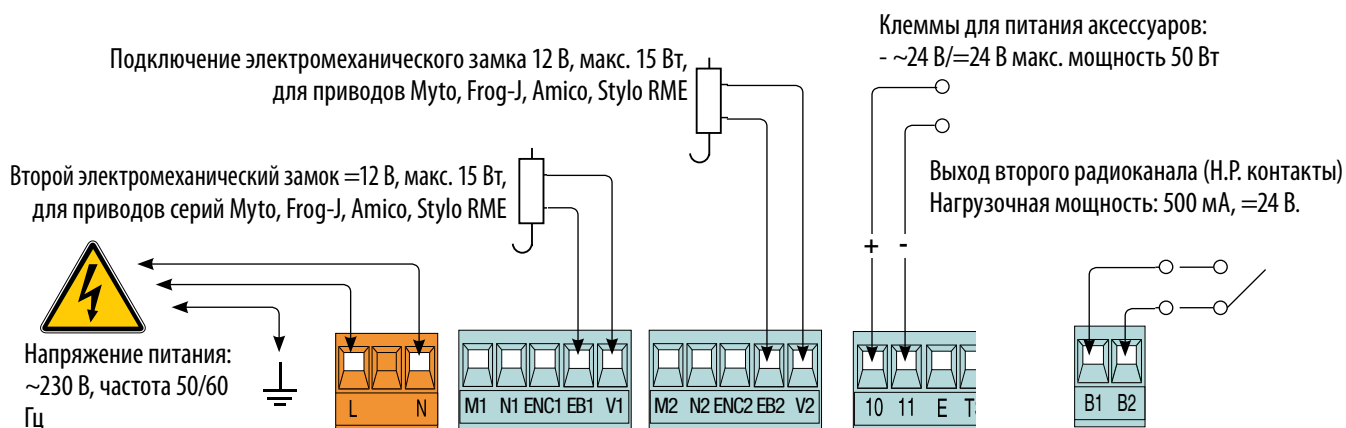 Подключение электромеханического замка 12 В, макс. 15 Вт,
для приводов Myto, Frog-J, Amico, Stylo RME
Клеммы для питания аксессуаров:
- ~24 В/=24 В макс. мощность 50 Вт
Второй электромеханический замок =12 В, макс. 15 Вт,
для приводов серий Myto, Frog-J, Amico, Stylo RME
Выход второго радиоканала (Н.Р. контакты)
Нагрузочная мощность: 500 мА, =24 В.
+ -
Напряжение питания:
~230 В, частота 50/60
Гц
L N
M1 N1 ENC1 EB1 V1
M2 N2 ENC2 EB2 V2
10 11 E
B1 B2